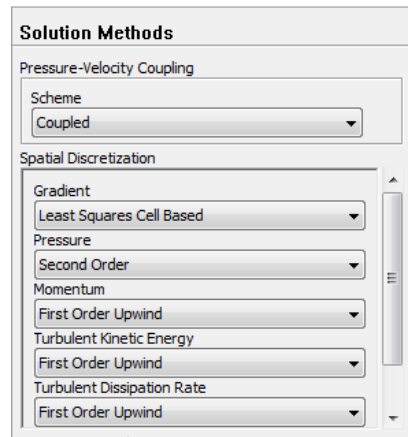 Solution Methods
Pressure-Velocity Coupling
Scheme
Coupled
Spatial Discretization
Gradient
Least Squares Cell Based
Pressure
Second Order
Momentum
First Order Upwind
Turbulent Kinetic Energy
First Order Upwind
Turbulent Dissipation Rate
First Order Upwind